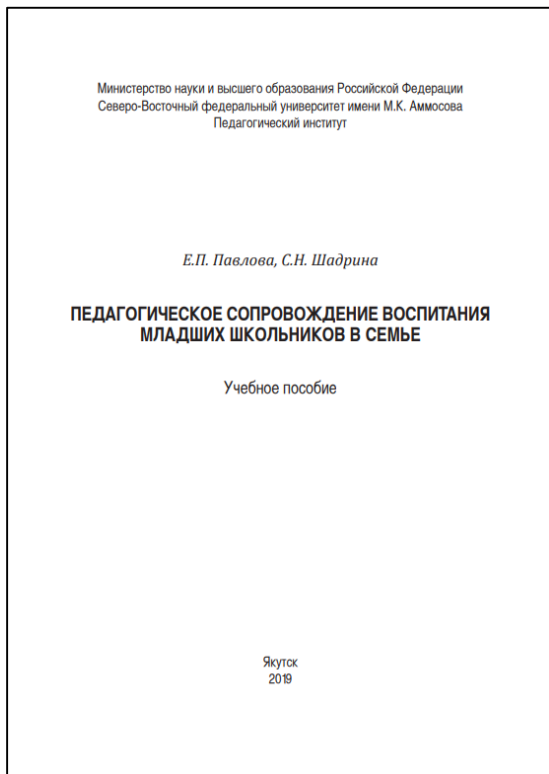 Министерство науки и высшего образования Российской Федерации
Северо-Восточный федеральный университет имени М.К. Аммосова
Педагогический институт
Е.П. Павлова, С.Н. Шадрина
ПЕДАГОГИЧЕСКОЕ СОПРОВОЖДЕНИЕ ВОСПИТАНИЯ
МЛАДШИХ ШКОЛЬНИКОВ В СЕМЬЕ
Учебное пособие
Якутск
2019